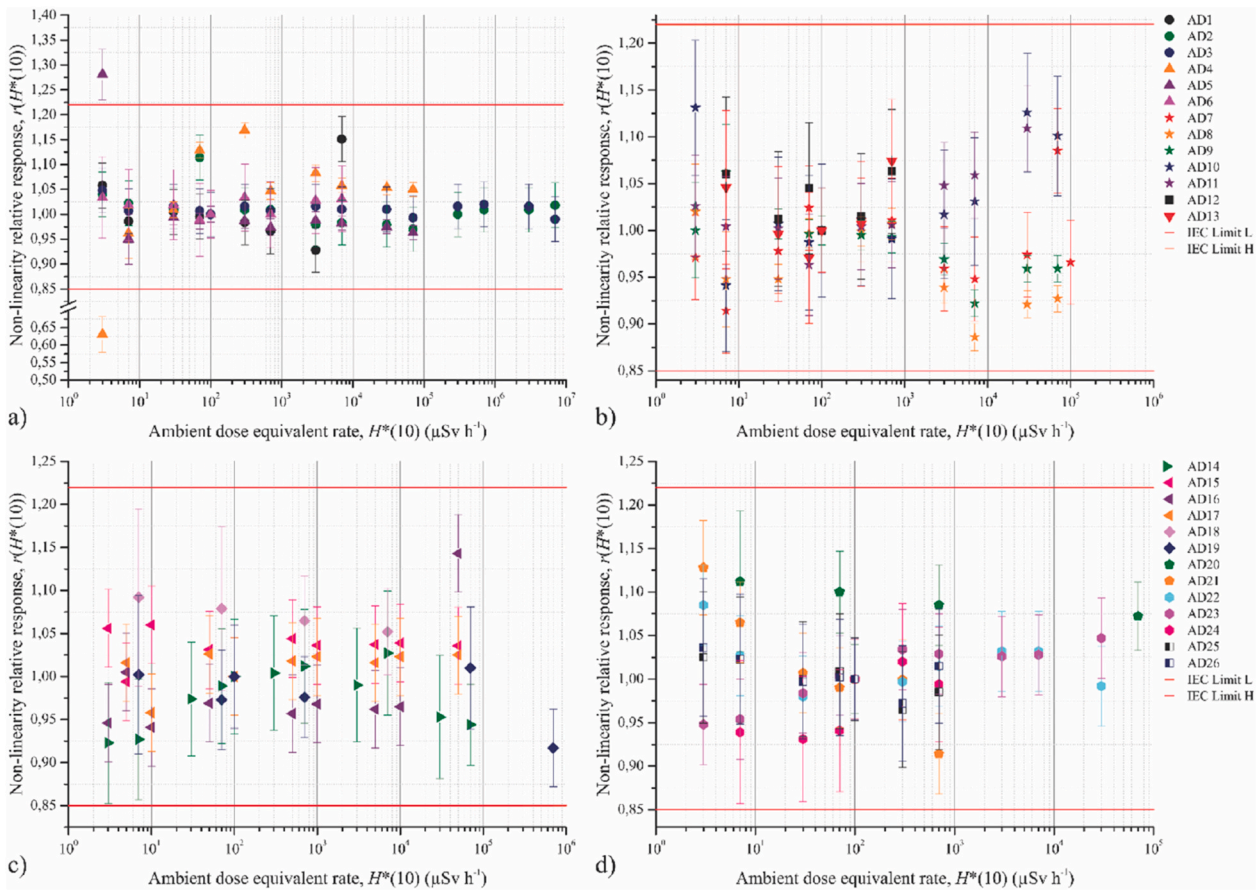 Non-linearity relative response, r(H*(10))
1,40
1,35
1,30
1,25
1,20
1,15
1,10
1,05
1,00
0,95
0,90
0,85
0,65
0,60
0,55
0,50
10⁰ 10¹ 10² 10³ 10⁴ 10⁵ 10⁶ 10⁷
a)
Ambient dose equivalent rate, H*(10) (µSv h⁻¹)
Non-linearity relative response, r(H*(10))
1,20
1,15
1,10
1,05
1,00
0,95
0,90
0,85
10⁰ 10¹ 10² 10³ 10⁴ 10⁵ 10⁶
b)
Ambient dose equivalent rate, H*(10) (µSv h⁻¹)
AD1
AD2
AD3
AD4
AD5
AD6
AD7
AD8
AD9
AD10
AD11
AD12
AD13
IEC Limit L
IEC Limit H
Non-linearity relative response, r(H*(10))
1,25
1,20
1,15
1,10
1,05
1,00
0,95
0,90
0,85
10⁰ 10¹ 10² 10³ 10⁴ 10⁵ 10⁶
c)
Ambient dose equivalent rate, H*(10) (µSv h⁻¹)
Non-linearity relative response, r(H*(10))
1,25
1,20
1,15
1,10
1,05
1,00
0,95
0,90
0,85
10⁰ 10¹ 10² 10³ 10⁴ 10⁵
d)
Ambient dose equivalent rate, H*(10) (µSv h⁻¹)
AD14
AD15
AD16
AD17
AD18
AD19
AD20
AD21
AD22
AD23
AD24
AD25
AD26
IEC Limit L
IEC Limit H